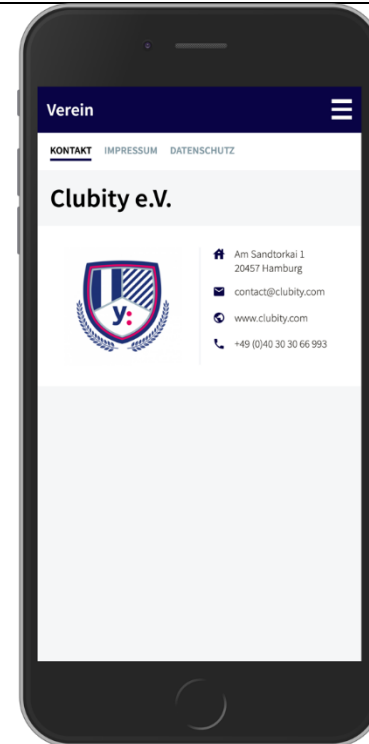 Verein
KONTAKT IMPRESSUM DATENSCHUTZ
Clubity e.V.
Am Sandtorkai 1
20457 Hamburg
contact@clubity.com
www.clubity.com
+49 (0)40 30 30 66 993
y: